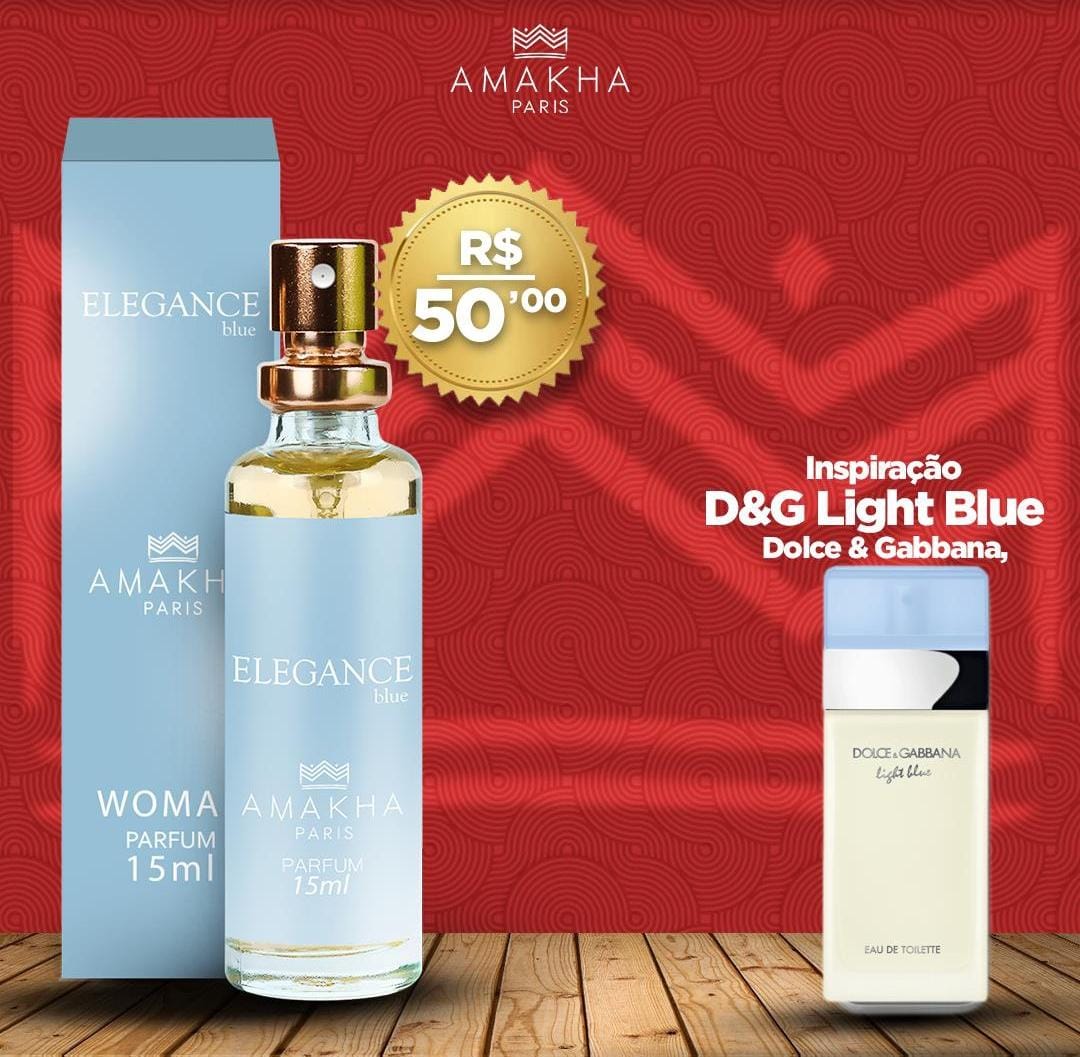 AMAKHA
PARIS
ELEGANCE
blue
AMAKH
PARIS
WOMA
PARFUM
15ml
ELEGANCE
blue
AMAKHA
PARIS
PARFUM
15ml
R$
50,00
Inspiração
D&G Light Blue
Dolce & Gabbana,
DOLCE & GABBANA
light blue
EAU DE TOILETTE